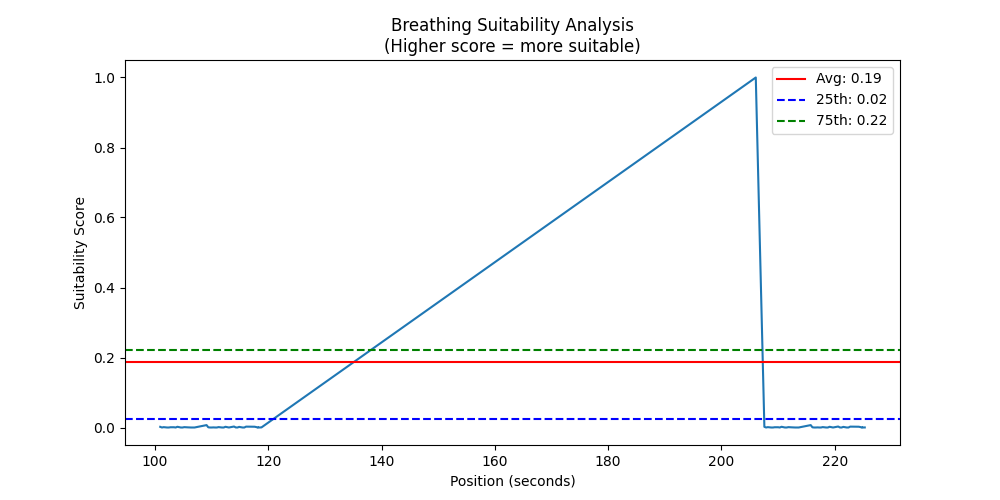 Breathing Suitability Analysis
(Higher score = more suitable)
Avg: 0.19
25th: 0.02
75th: 0.22
Suitability Score
1.0
0.8
0.6
0.4
0.2
0.0
100 120 140 160 180 200 220
Position (seconds)